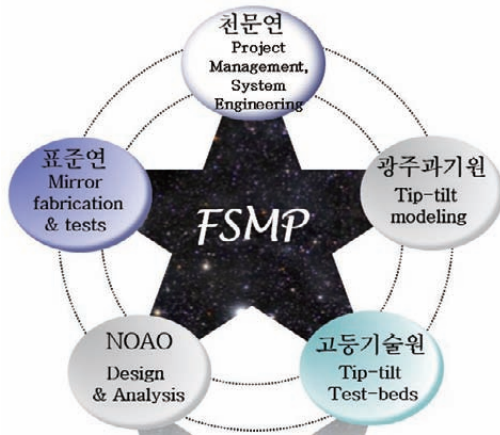 천문연
Project
Management,
System
Engineering
표준연
Mirror
fabrication
& tests
광주과기원
Tip-tilt
modeling
FSMP
NOAO
Design
& Analysis
고등기술원
Tip-tilt
Test-beds